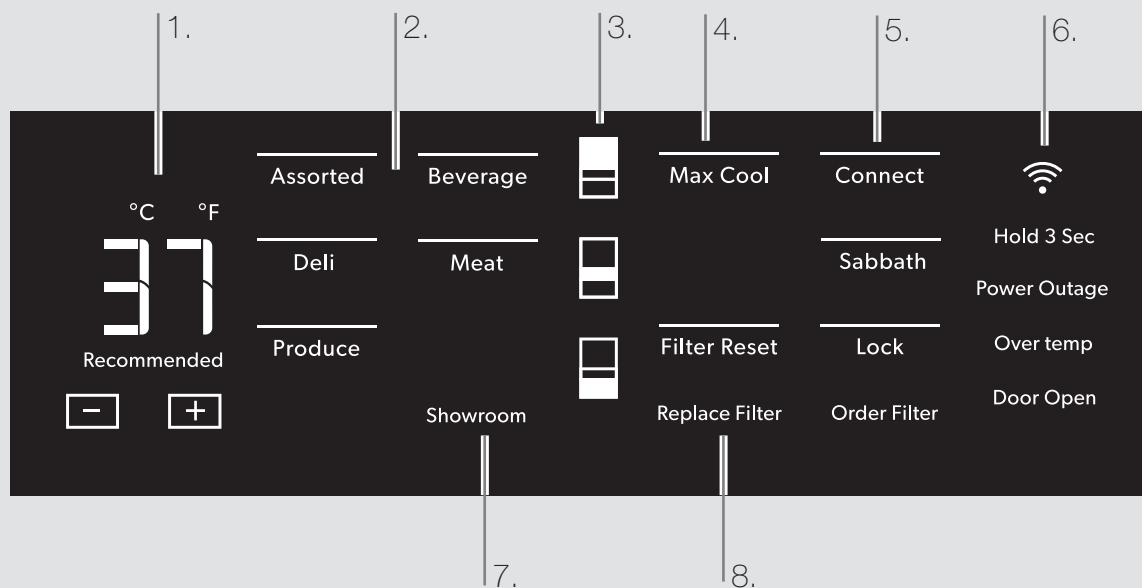 1. 2. 3. 4. 5. 6.
Assorted Beverage Max Cool Connect
°C °F
37
Deli Meat Sabbath Hold 3 Sec
Power Outage
Produce Filter Reset Lock Over temp
Recommended
- +
Showroom Replace Filter Order Filter Door Open
7. 8.